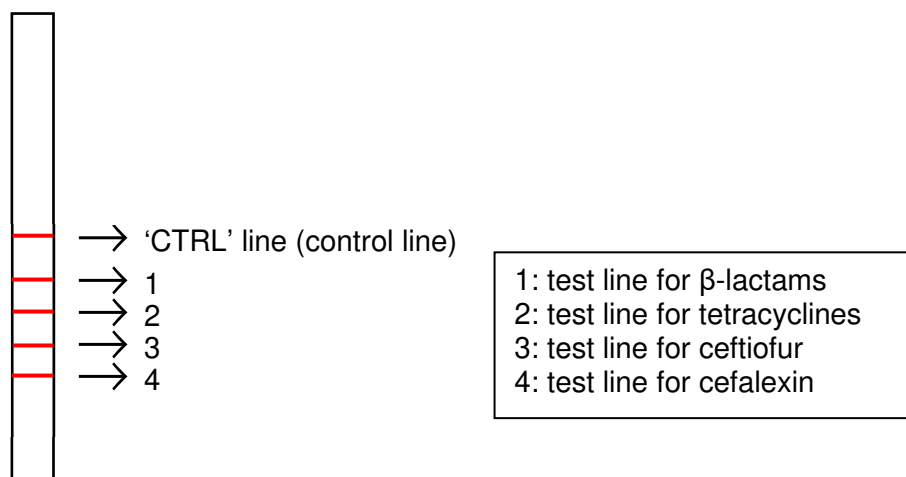 ‘CTRL’ line (control line)
1
2
3
4
1: test line for β-lactams
2: test line for tetracyclines
3: test line for ceftiofur
4: test line for cefalexin